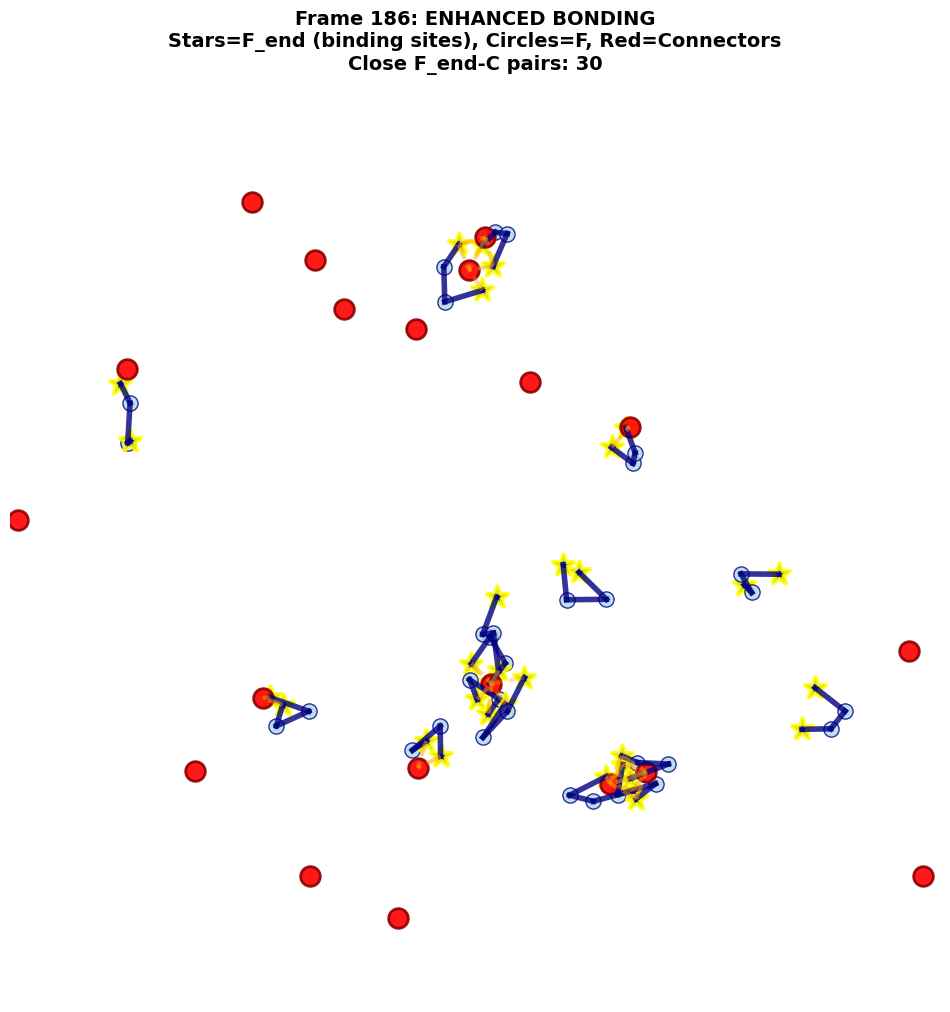 Frame 186: ENHANCED BONDING
Stars=F_end (binding sites), Circles=F, Red=Connectors
Close F_end-C pairs: 30